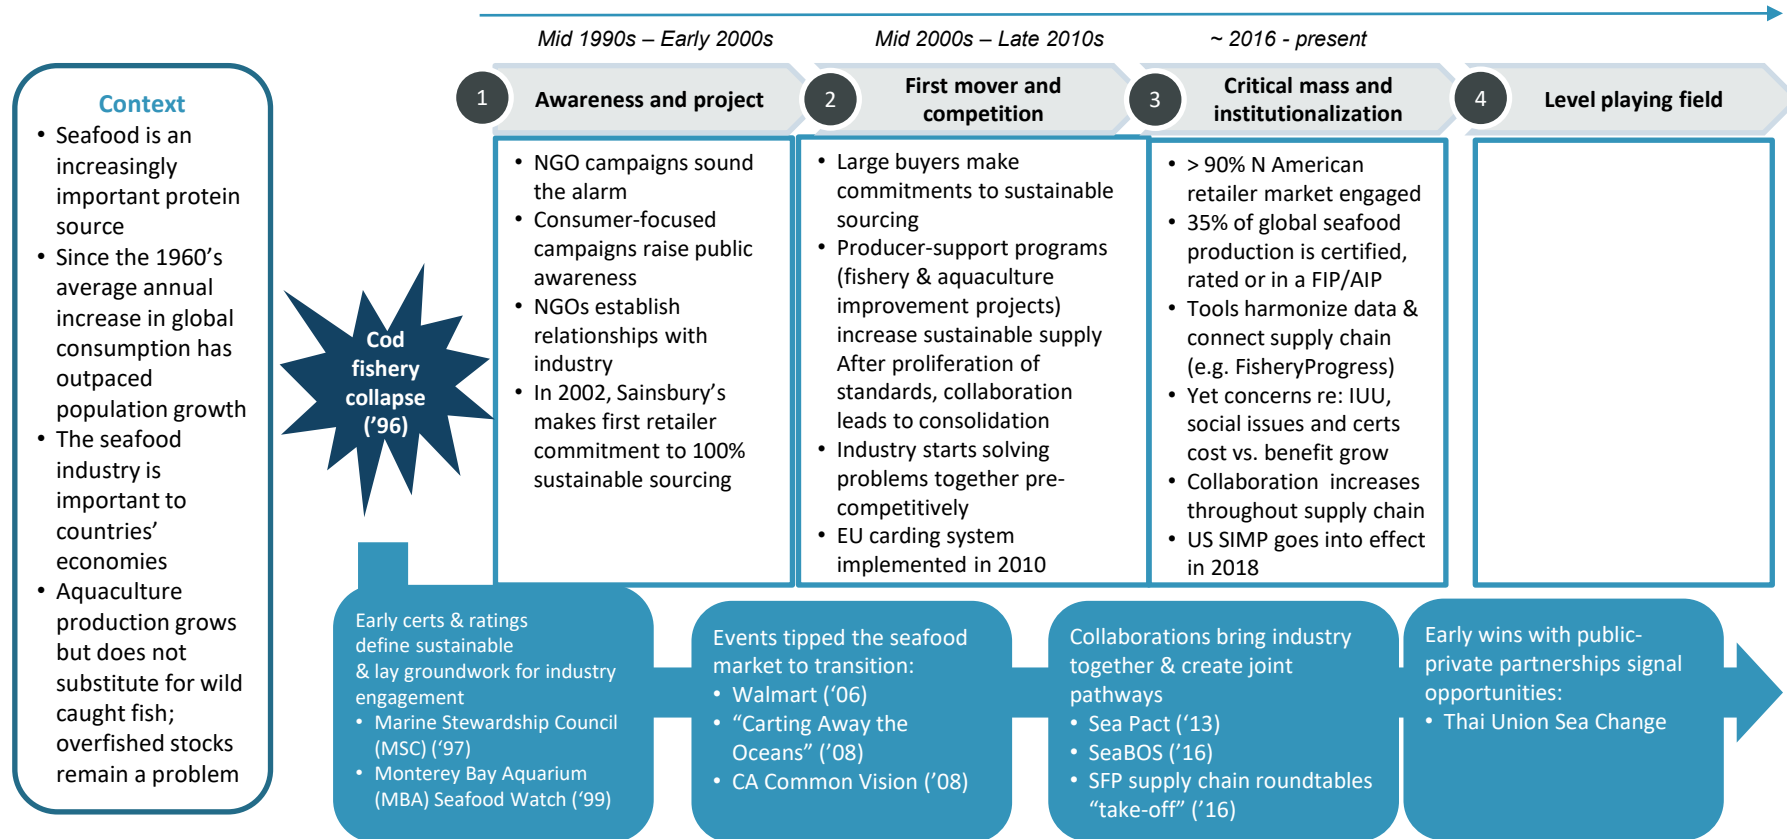 Mid 1990s – Early 2000s
Mid 2000s – Late 2010s
~ 2016 - present
Context
• Seafood is an
increasingly
important protein
source
• Since the 1960’s
average annual
increase in global
consumption has
outpaced
population growth
• The seafood
industry is
important to
countries’
economies
• Aquaculture
production grows
but does not
substitute for wild
caught fish;
overfished stocks
remain a problem
Cod
fishery
collapse
(’96)
1
Awareness and project
• NGO campaigns sound
the alarm
• Consumer-focused
campaigns raise public
awareness
• NGOs establish
relationships with
industry
• In 2002, Sainsbury’s
makes first retailer
commitment to 100%
sustainable sourcing
2
First mover and
competition
• Large buyers make
commitments to sustainable
sourcing
• Producer-support programs
(fishery & aquaculture
improvement projects)
increase sustainable supply
After proliferation of
standards, collaboration
leads to consolidation
• Industry starts solving
problems together pre-
competitively
• EU carding system
implemented in 2010
3
Critical mass and
institutionalization
• > 90% N American
retailer market engaged
• 35% of global seafood
production is certified,
rated or in a FIP/AIP
• Tools harmonize data &
connect supply chain
(e.g. FisheryProgress)
• Yet concerns re: IUU,
social issues and certs
cost vs. benefit grow
• Collaboration increases
throughout supply chain
• US SIMP goes into effect
in 2018
4
Level playing field
Early certs & ratings
define sustainable
& lay groundwork for industry
engagement
• Marine Stewardship Council
(MSC) (‘97)
• Monterey Bay Aquarium
(MBA) Seafood Watch (‘99)
Events tipped the seafood
market to transition:
• Walmart (‘06)
• “Carting Away the
Oceans” (’08)
• CA Common Vision (’08)
Collaborations bring industry
together & create joint
pathways
• Sea Pact (‘13)
• SeaBOS (’16)
• SFP supply chain roundtables
“take-off” (’16)
Early wins with public-
private partnerships signal
opportunities:
• Thai Union Sea Change